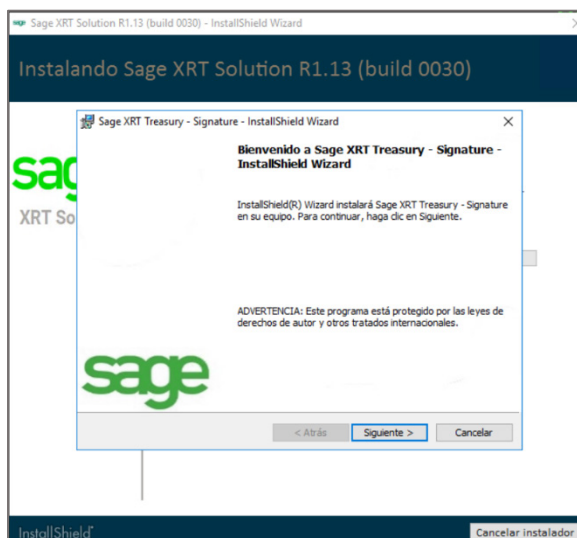 Sage XRT Solution R1.13 (build 0030) - InstallShield Wizard
Instalando Sage XRT Solution R1.13 (build 0030)
Sage XRT Treasury - Signature - InstallShield Wizard
Bienvenido a Sage XRT Treasury - Signature -
InstallShield Wizard
sag
XRT So
InstallShield(R) Wizard instalará Sage XRT Treasury - Signature
en su equipo. Para continuar, haga clic en Siguiente.
ADVERTENCIA: Este programa está protegido por las leyes de
derechos de autor y otros tratados internacionales.
sage
< Atrás
Siguiente >
Cancelar
InstallShield
Cancelar instalador